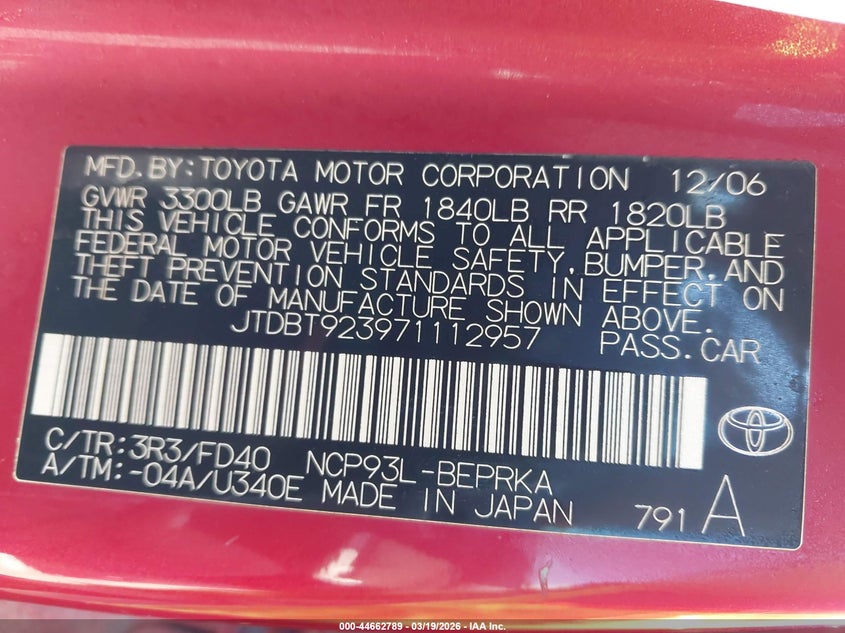 MFD.BY:TOYOTA MOTOR CORPORATION 12/06
GVWR 3300LB GAWR FR 1840LB RR 1820LB
THIS VEHICLE CONFORMS TO ALL APPLICABLE
FEDERAL MOTOR VEHICLE SAFETY,BUMPER,AND
THEFT PREVENTION STANDARDS IN EFFECT ON
THE DATE OF MANUFACTURE SHOWN ABOVE.
JTDBT923971112957 PASS.CAR
C/TR:3R3/FD40 NCP93L-BEPRKA
A/TM:-04A/U340E MADE IN JAPAN 791 A
000-44662789 - 03/19/2026 - IAA Inc.